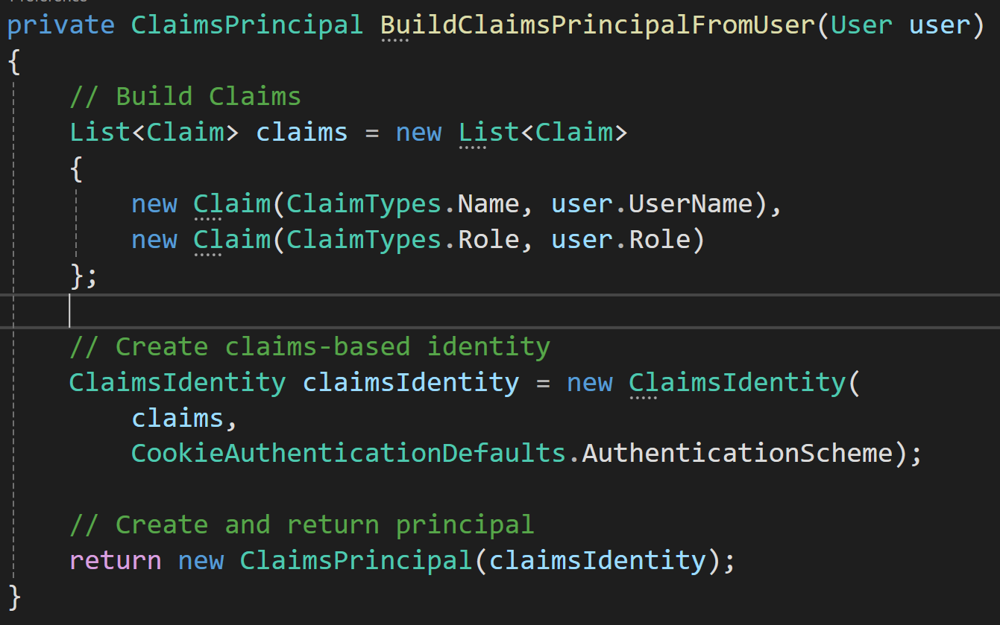 Preference
private ClaimsPrincipal BuildClaimsPrincipalFromUser(User user)
{
    // Build Claims
    List<Claim> claims = new List<Claim>
    {
        new Claim(ClaimTypes.Name, user.UserName),
        new Claim(ClaimTypes.Role, user.Role)
    };
    // Create claims-based identity
    ClaimsIdentity claimsIdentity = new ClaimsIdentity(
        claims,
        CookieAuthenticationDefaults.AuthenticationScheme);
    // Create and return principal
    return new ClaimsPrincipal(claimsIdentity);
}